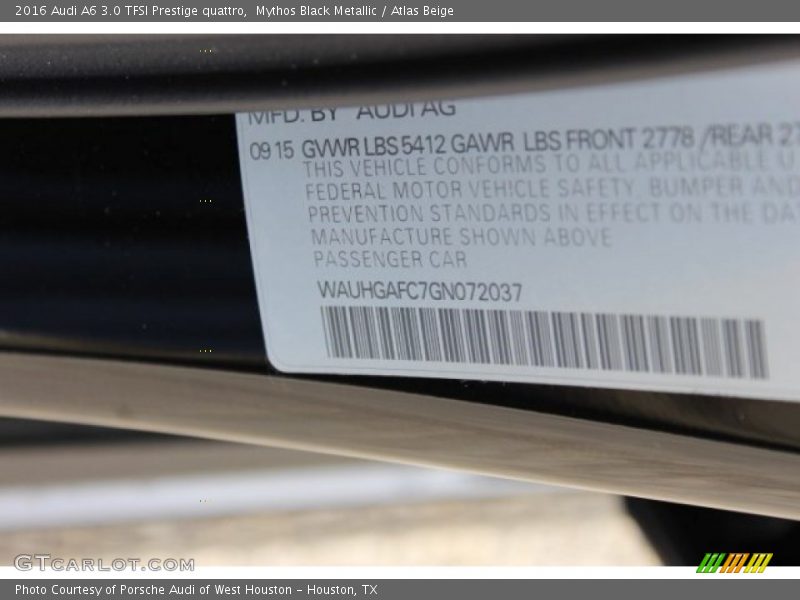 2016 Audi A6 3.0 TFSI Prestige quattro,  Mythos Black Metallic / Atlas Beige
MFD. BY AUDI AG
09 15 GVWR LBS 5412 GAWR LBS FRONT 2778 /REAR
THIS VEHICLE CONFORMS TO ALL APPLICABLE
FEDERAL MOTOR VEHICLE SAFETY, BUMPER AND
PREVENTION STANDARDS IN EFFECT ON THE
MANUFACTURE SHOWN ABOVE
PASSENGER CAR
WAUHGAFC7GN072037
GTCARLOT.COM
Photo Courtesy of Porsche Audi of West Houston – Houston, TX